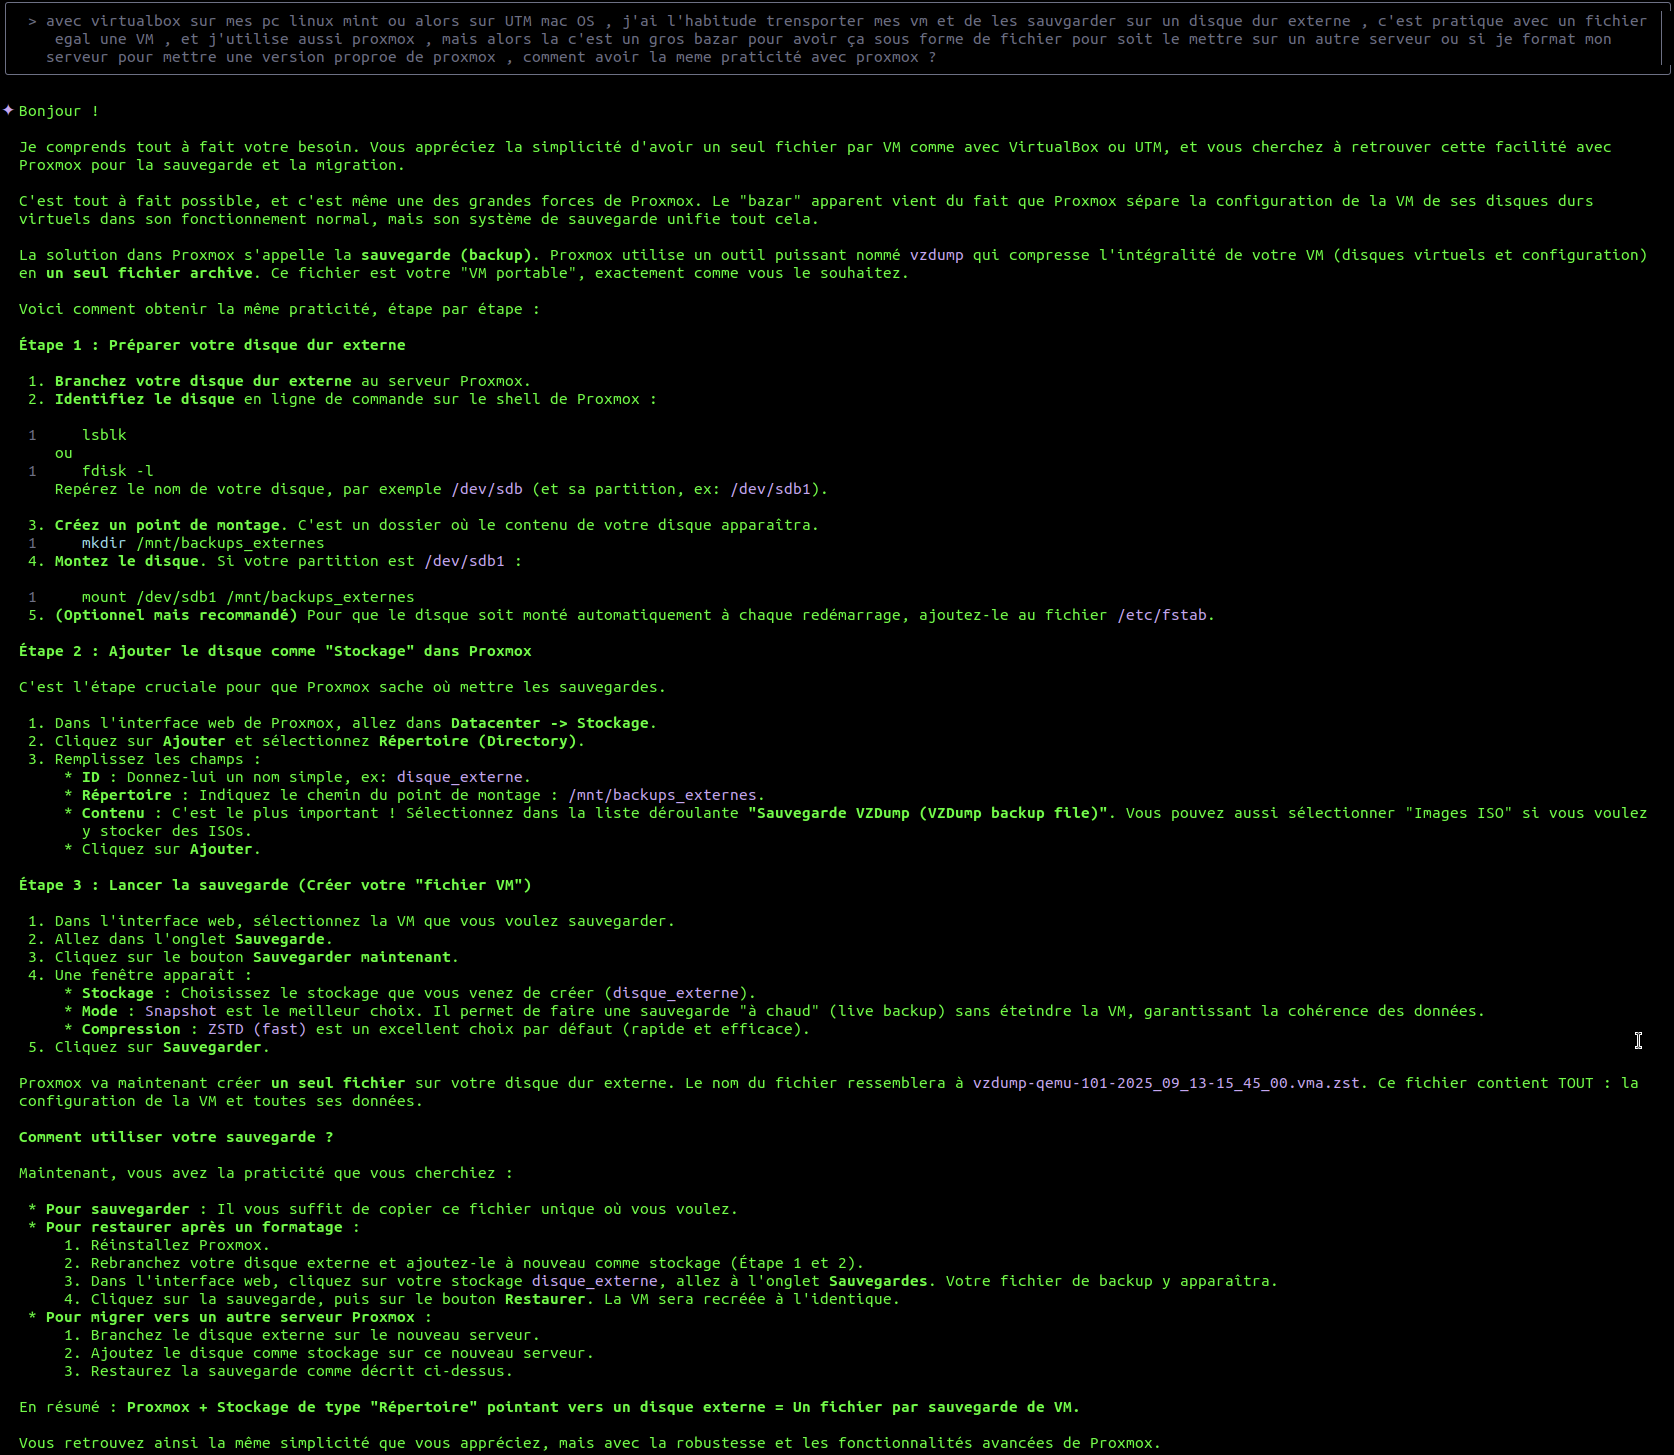 > avec virtualbox sur mes pc linux mint ou alors sur UTM mac OS , j'ai l'habitude trensporter mes vm et de les sauvgarder sur un disque dur externe , c'est pratique avec un fichier
egal une VM , et j'utilise aussi proxmox , mais alors la c'est un gros bazar pour avoir ça sous forme de fichier pour soit le mettre sur un autre serveur ou si je format mon
serveur pour mettre une version proproe de proxmox , comment avoir la meme praticité avec proxmox ?
✦ Bonjour !
Je comprends tout à fait votre besoin. Vous appréciez la simplicité d'avoir un seul fichier par VM comme avec VirtualBox ou UTM, et vous cherchez à retrouver cette facilité avec
Proxmox pour la sauvegarde et la migration.
C'est tout à fait possible, et c'est même une des grandes forces de Proxmox. Le "bazar" apparent vient du fait que Proxmox sépare la configuration de la VM de ses disques durs
virtuels dans son fonctionnement normal, mais son système de sauvegarde unifie tout cela.
La solution dans Proxmox s'appelle la sauvegarde (backup). Proxmox utilise un outil puissant nommé vzdump qui compresse l'intégralité de votre VM (disques virtuels et configuration)
en un seul fichier archive. Ce fichier est votre "VM portable", exactement comme vous le souhaitez.
Voici comment obtenir la même praticité, étape par étape :
Étape 1 : Préparer votre disque dur externe
1. Branchez votre disque dur externe au serveur Proxmox.
2. Identifiez le disque en ligne de commande sur le shell de Proxmox :
1 lsblk
ou
1 fdisk -l
Repérez le nom de votre disque, par exemple /dev/sdb (et sa partition, ex: /dev/sdb1).
3. Créez un point de montage. C'est un dossier où le contenu de votre disque apparaîtra.
1 mkdir /mnt/backups_externes
4. Montez le disque. Si votre partition est /dev/sdb1 :
1 mount /dev/sdb1 /mnt/backups_externes
5. (Optionnel mais recommandé) Pour que le disque soit monté automatiquement à chaque redémarrage, ajoutez-le au fichier /etc/fstab.
Étape 2 : Ajouter le disque comme "Stockage" dans Proxmox
C'est l'étape cruciale pour que Proxmox sache où mettre les sauvegardes.
1. Dans l'interface web de Proxmox, allez dans Datacenter -> Stockage.
2. Cliquez sur Ajouter et sélectionnez Répertoire (Directory).
3. Remplissez les champs :
* ID : Donnez-lui un nom simple, ex: disque_externe.
* Répertoire : Indiquez le chemin du point de montage : /mnt/backups_externes.
* Contenu : C'est le plus important ! Sélectionnez dans la liste déroulante "Sauvegarde VZDump (VZDump backup file)". Vous pouvez aussi sélectionner "Images ISO" si vous voulez
y stocker des ISOs.
* Cliquez sur Ajouter.
Étape 3 : Lancer la sauvegarde (Créer votre "fichier VM")
1. Dans l'interface web, sélectionnez la VM que vous voulez sauvegarder.
2. Allez dans l'onglet Sauvegarde.
3. Cliquez sur le bouton Sauvegarder maintenant.
4. Une fenêtre apparaît :
* Stockage : Choisissez le stockage que vous venez de créer (disque_externe).
* Mode : Snapshot est le meilleur choix. Il permet de faire une sauvegarde "à chaud" (live backup) sans éteindre la VM, garantissant la cohérence des données.
* Compression : ZSTD (fast) est un excellent choix par défaut (rapide et efficace).
5. Cliquez sur Sauvegarder.
Proxmox va maintenant créer un seul fichier sur votre disque dur externe. Le nom du fichier ressemblera à vzdump-qemu-101-2025_09_13-15_45_00.vma.zst. Ce fichier contient TOUT : la
configuration de la VM et toutes ses données.
Comment utiliser votre sauvegarde ?
Maintenant, vous avez la praticité que vous cherchiez :
* Pour sauvegarder : Il vous suffit de copier ce fichier unique où vous voulez.
* Pour restaurer après un formatage :
1. Réinstallez Proxmox.
2. Rebranchez votre disque externe et ajoutez-le à nouveau comme stockage (Étape 1 et 2).
3. Dans l'interface web, cliquez sur votre stockage disque_externe, allez à l'onglet Sauvegardes. Votre fichier de backup y apparaîtra.
4. Cliquez sur la sauvegarde, puis sur le bouton Restaurer. La VM sera recréée à l'identique.
* Pour migrer vers un autre serveur Proxmox :
1. Branchez le disque externe sur le nouveau serveur.
2. Ajoutez le disque comme stockage sur ce nouveau serveur.
3. Restaurez la sauvegarde comme décrit ci-dessus.
En résumé : Proxmox + Stockage de type "Répertoire" pointant vers un disque externe = Un fichier par sauvegarde de VM.
Vous retrouvez ainsi la même simplicité que vous appréciez, mais avec la robustesse et les fonctionnalités avancées de Proxmox.